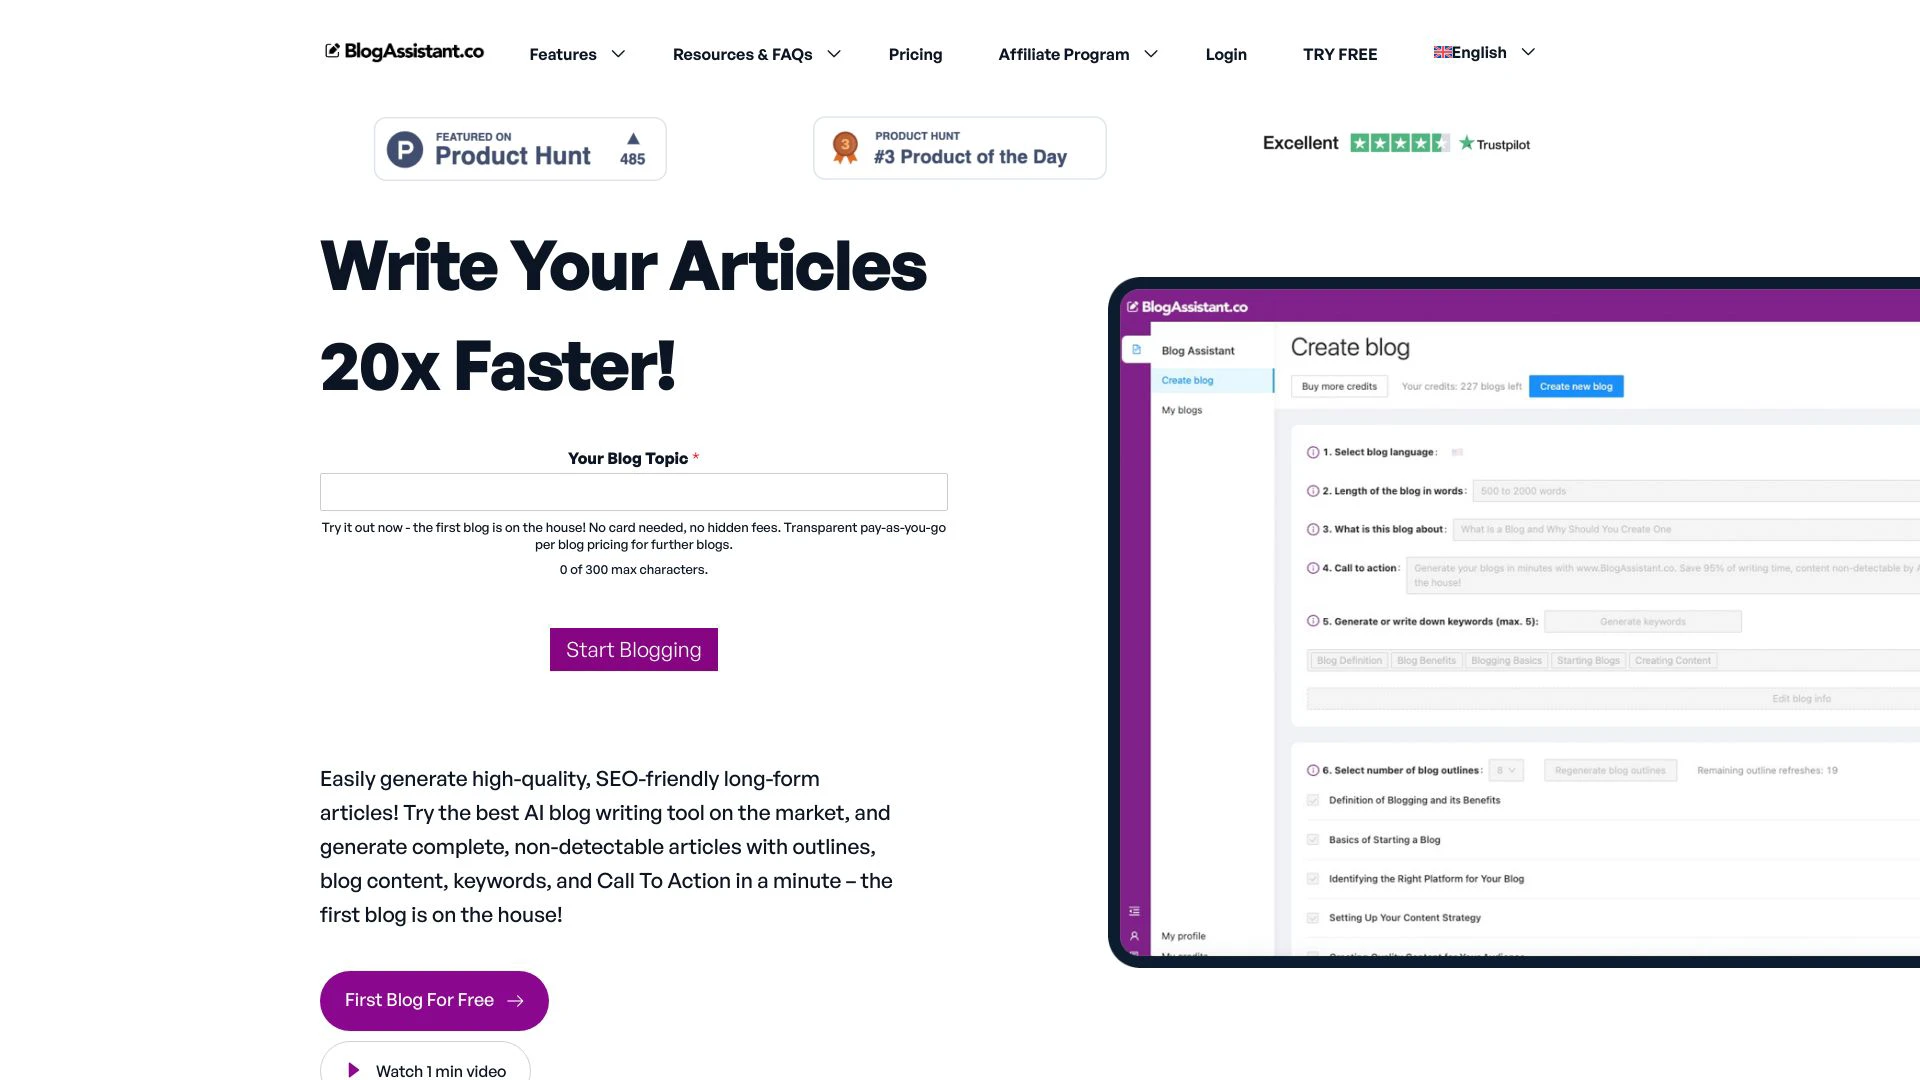 BlogAssistant.co
Features
Resources & FAQs
Pricing
Affiliate Program
Login
TRY FREE
English
FEATURED ON
Product Hunt
485
3
PRODUCT HUNT
#3 Product of the Day
Excellent
Trustpilot
Write Your Articles
20x Faster!
Your Blog Topic *
Try it out now - the first blog is on the house! No card needed, no hidden fees. Transparent pay-as-you-go
per blog pricing for further blogs.
0 of 300 max characters.
Start Blogging
Easily generate high-quality, SEO-friendly long-form
articles! Try the best AI blog writing tool on the market, and
generate complete, non-detectable articles with outlines,
blog content, keywords, and Call To Action in a minute – the
first blog is on the house!
First Blog For Free
Watch 1 min video
BlogAssistant.co
Blog Assistant
Create blog
My blogs
My profile
My credits
Create blog
Buy more credits
Your credits: 227 blogs left
Create new blog
1. Select blog language:
2. Length of the blog in words: 500 to 2000 words
3. What is this blog about: What is a Blog and Why Should You Create One
4. Call to action: Generate your blogs in minutes with www.BlogAssistant.co. Save 95% of writing time, content non-detectable by
the house!
5. Generate or write down keywords (max. 5): Generate keywords
Blog Definition
Blog Benefits
Blogging Basics
Starting Blogs
Creating Content
Edit blog info
6. Select number of blog outlines: 8
Regenerate blog outlines
Remaining outline refreshes: 19
Definition of Blogging and its Benefits
Basics of Starting a Blog
Identifying the Right Platform for Your Blog
Setting Up Your Content Strategy
Creating Quality Content for Your Audience